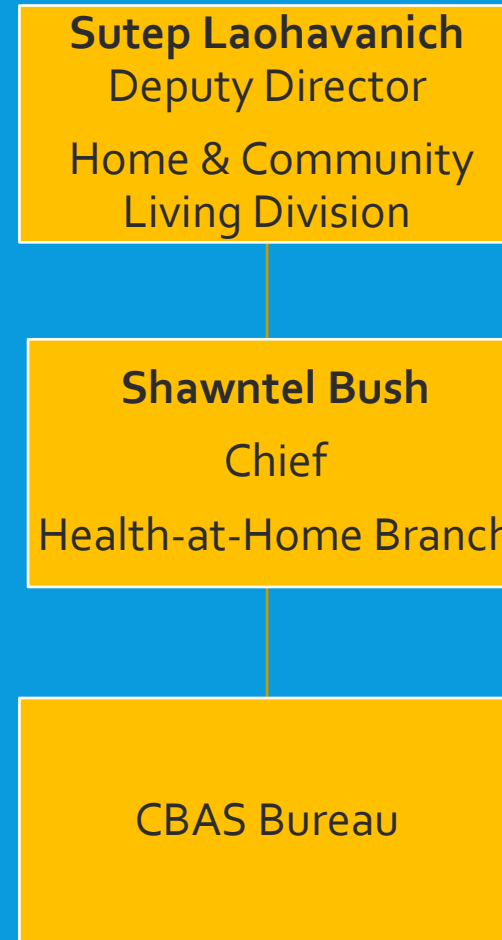 Sutep Laohavanich
Deputy Director
Home & Community
Living Division
Shawntel Bush
Chief
Health-at-Home Branch
CBAS Bureau